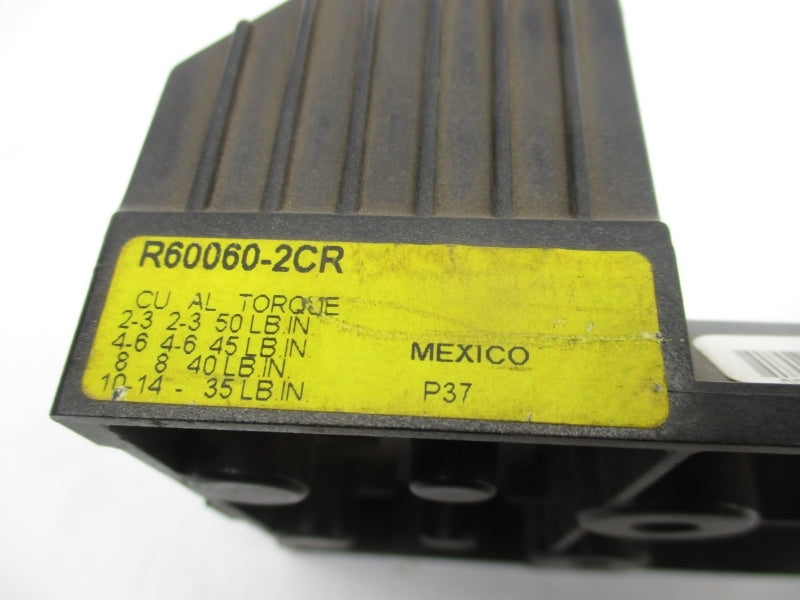 R60060-2CR
CU AL TORQUE
2-3 2-3 50 LB.IN.
4-6 4-6 45 LB.IN.
8 8 40 LB.IN.
10-14 - 35 LB.IN.
MEXICO
P37